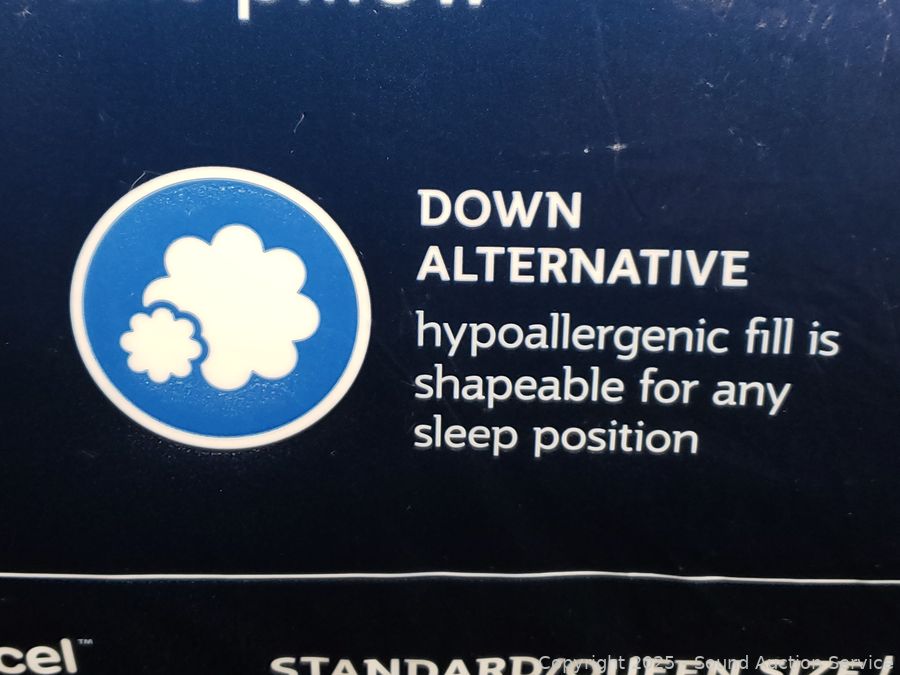 pillow
DOWN
ALTERNATIVE
hypoallergenic fill is
shapeable for any
sleep position
cel™
STANDARD/QUEEN SIZE
Copyright 2025 - Sound Auction Service